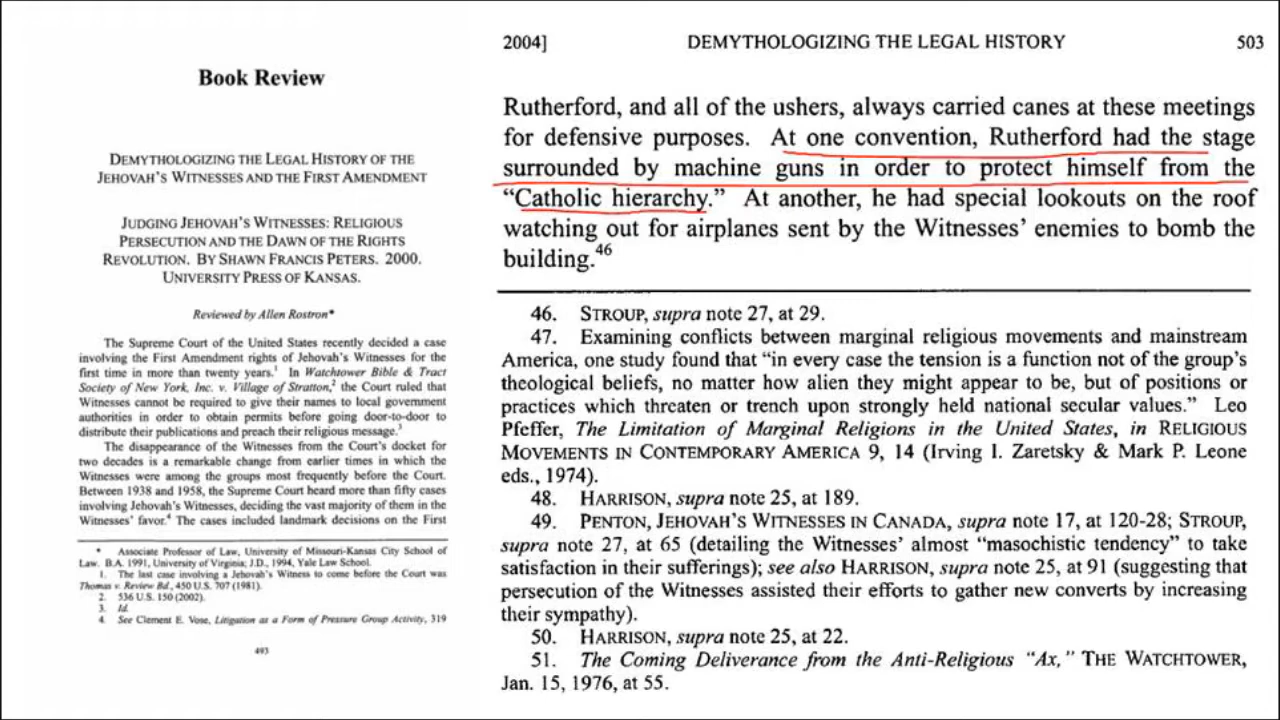 Book Review
DEMYTHOLOGIZING THE LEGAL HISTORY OF THE
JEHOVAH'S WITNESSES AND THE FIRST AMENDMENT
JUDGING JEHOVAH'S WITNESSES: RELIGIOUS
PERSECUTION AND THE DAWN OF THE RIGHTS
REVOLUTION. BY SHAWN FRANCIS PETERS. 2000.
UNIVERSITY PRESS OF KANSAS.
Reviewed by Allen Rostron*
The Supreme Court of the United States recently decided a case
involving the First Amendment rights of Jehovah's Witnesses for the
first time in more than twenty years.1 In Watchtower Bible & Tract
Society of New York, Inc. v. Village of Stratton,2 the Court ruled that
Witnesses cannot be required to give their names to local government
authorities in order to obtain permits before going door-to-door to
distribute their publications and preach their religious message.3
The disappearance of the Witnesses from the Court's docket for
two decades is a remarkable change from earlier times in which the
Witnesses were among the groups most frequently before the Court.
Between 1938 and 1958, the Supreme Court heard more than fifty cases
involving Jehovah's Witnesses, deciding the vast majority of them in the
Witnesses' favor.4 The cases included landmark decisions on the First
* Associate Professor of Law, University of Missouri-Kansas City School of
Law. B.A. 1991, University of Virginia; J.D., 1994, Yale Law School.
1. The last case involving a Jehovah's Witness to come before the Court was
Thomas v. Review Bd., 450 U.S. 707 (1981).
2. 536 U.S. 150 (2002).
3. Id.
4. See Clement E. Vose, Litigation as a Form of Pressure Group Activity, 319
493
2004] DEMYTHOLOGIZING THE LEGAL HISTORY 503
Rutherford, and all of the ushers, always carried canes at these meetings
for defensive purposes. At one convention, Rutherford had the stage
surrounded by machine guns in order to protect himself from the
"Catholic hierarchy." At another, he had special lookouts on the roof
watching out for airplanes sent by the Witnesses' enemies to bomb the
building.46
46. STROUP, supra note 27, at 29.
47. Examining conflicts between marginal religious movements and mainstream
America, one study found that "in every case the tension is a function not of the group's
theological beliefs, no matter how alien they might appear to be, but of positions or
practices which threaten or trench upon strongly held national secular values." Leo
Pfeffer, The Limitation of Marginal Religions in the United States, in RELIGIOUS
MOVEMENTS IN CONTEMPORARY AMERICA 9, 14 (Irving I. Zaretsky & Mark P. Leone
eds., 1974).
48. HARRISON, supra note 25, at 189.
49. PENTON, JEHOVAH'S WITNESSES IN CANADA, supra note 17, at 120-28; STROUP,
supra note 27, at 65 (detailing the Witnesses' almost "masochistic tendency" to take
satisfaction in their sufferings); see also HARRISON, supra note 25, at 91 (suggesting that
persecution of the Witnesses assisted their efforts to gather new converts by increasing
their sympathy).
50. HARRISON, supra note 25, at 22.
51. The Coming Deliverance from the Anti-Religious "Ax," THE WATCHTOWER,
Jan. 15, 1976, at 55.